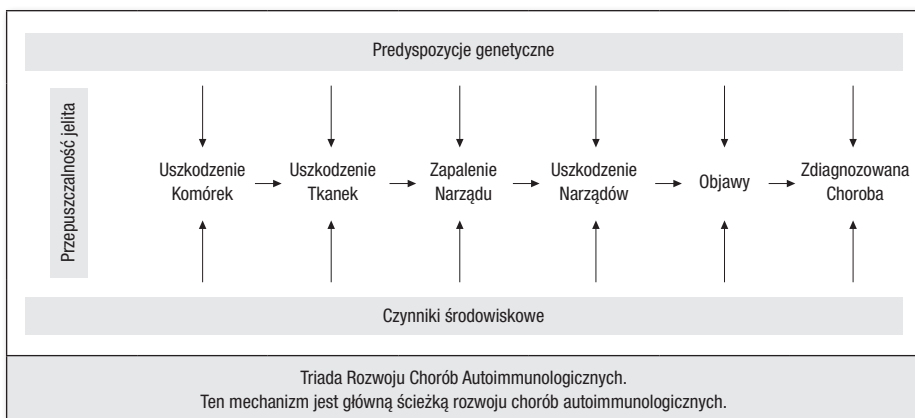 Predyspozycje genetyczne
Przepuszczalność jelita
Uszkodzenie
Komórek
Uszkodzenie
Tkanek
Zapalenie
Narządu
Uszkodzenie
Narządów
Objawy
Zdiagnozowana
Choroba
Czynniki środowiskowe
Triada Rozwoju Chorób Autoimmunologicznych.
Ten mechanizm jest główną ścieżką rozwoju chorób autoimmunologicznych.